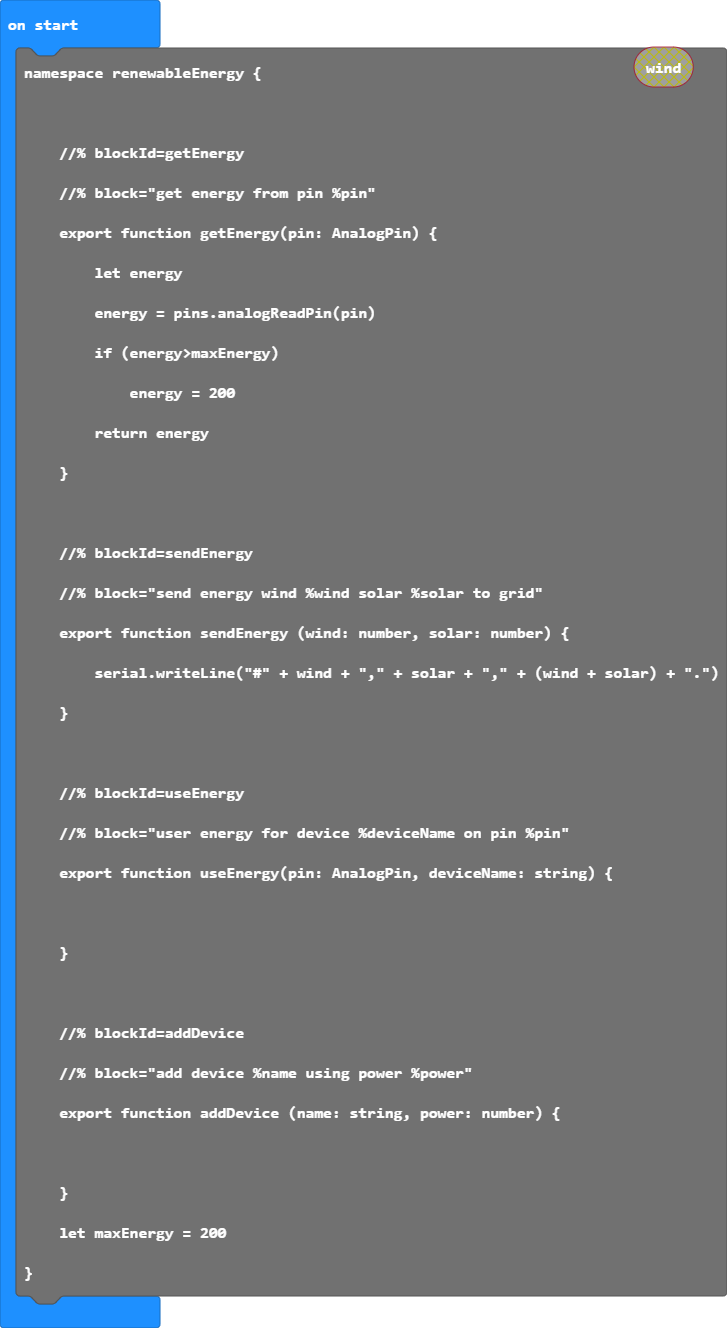 on start
namespace renewableEnergy {
wind
//% blockId=getEnergy
//% block="get energy from pin %pin"
export function getEnergy(pin: AnalogPin) {
let energy
energy = pins.analogReadPin(pin)
if (energy>maxEnergy)
energy = 200
return energy
}
//% blockId=sendEnergy
//% block="send energy wind %wind solar %solar to grid"
export function sendEnergy (wind: number, solar: number) {
serial.writeLine("#" + wind + "," + solar + "," + (wind + solar) + ".")
}
//% blockId=useEnergy
//% block="user energy for device %deviceName on pin %pin"
export function useEnergy(pin: AnalogPin, deviceName: string) {
}
//% blockId=addDevice
//% block="add device %name using power %power"
export function addDevice (name: string, power: number) {
}
let maxEnergy = 200
}